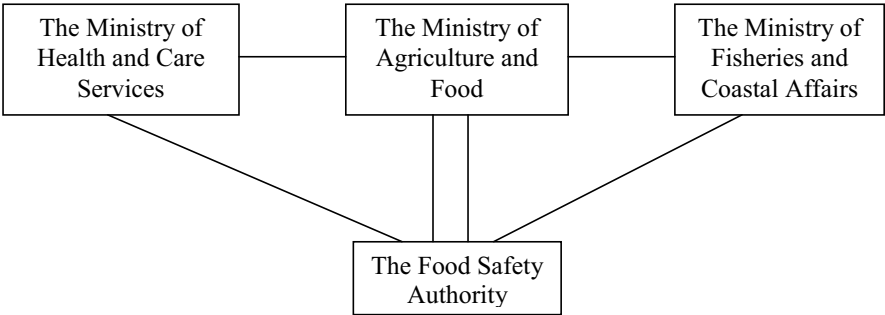 The Ministry of
Health and Care
Services
The Ministry of
Agriculture and
Food
The Ministry of
Fisheries and
Coastal Affairs
The Food Safety
Authority